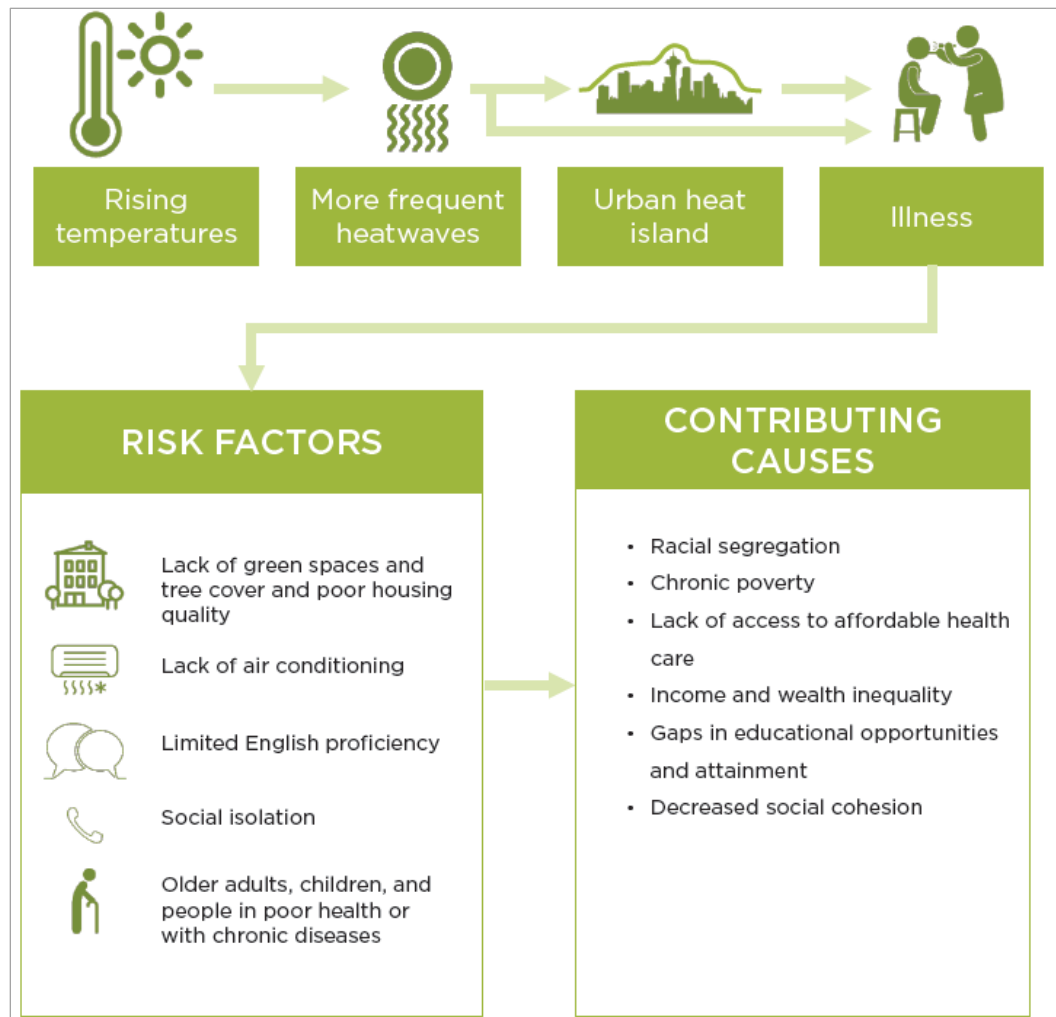 Rising
temperatures
More frequent
heatwaves
Urban heat
island
Illness
RISK FACTORS
Lack of green spaces and
tree cover and poor housing
quality
Lack of air conditioning
Limited English proficiency
Social isolation
Older adults, children, and
people in poor health or
with chronic diseases
CONTRIBUTING
CAUSES
• Racial segregation
• Chronic poverty
• Lack of access to affordable health
care
• Income and wealth inequality
• Gaps in educational opportunities
and attainment
• Decreased social cohesion